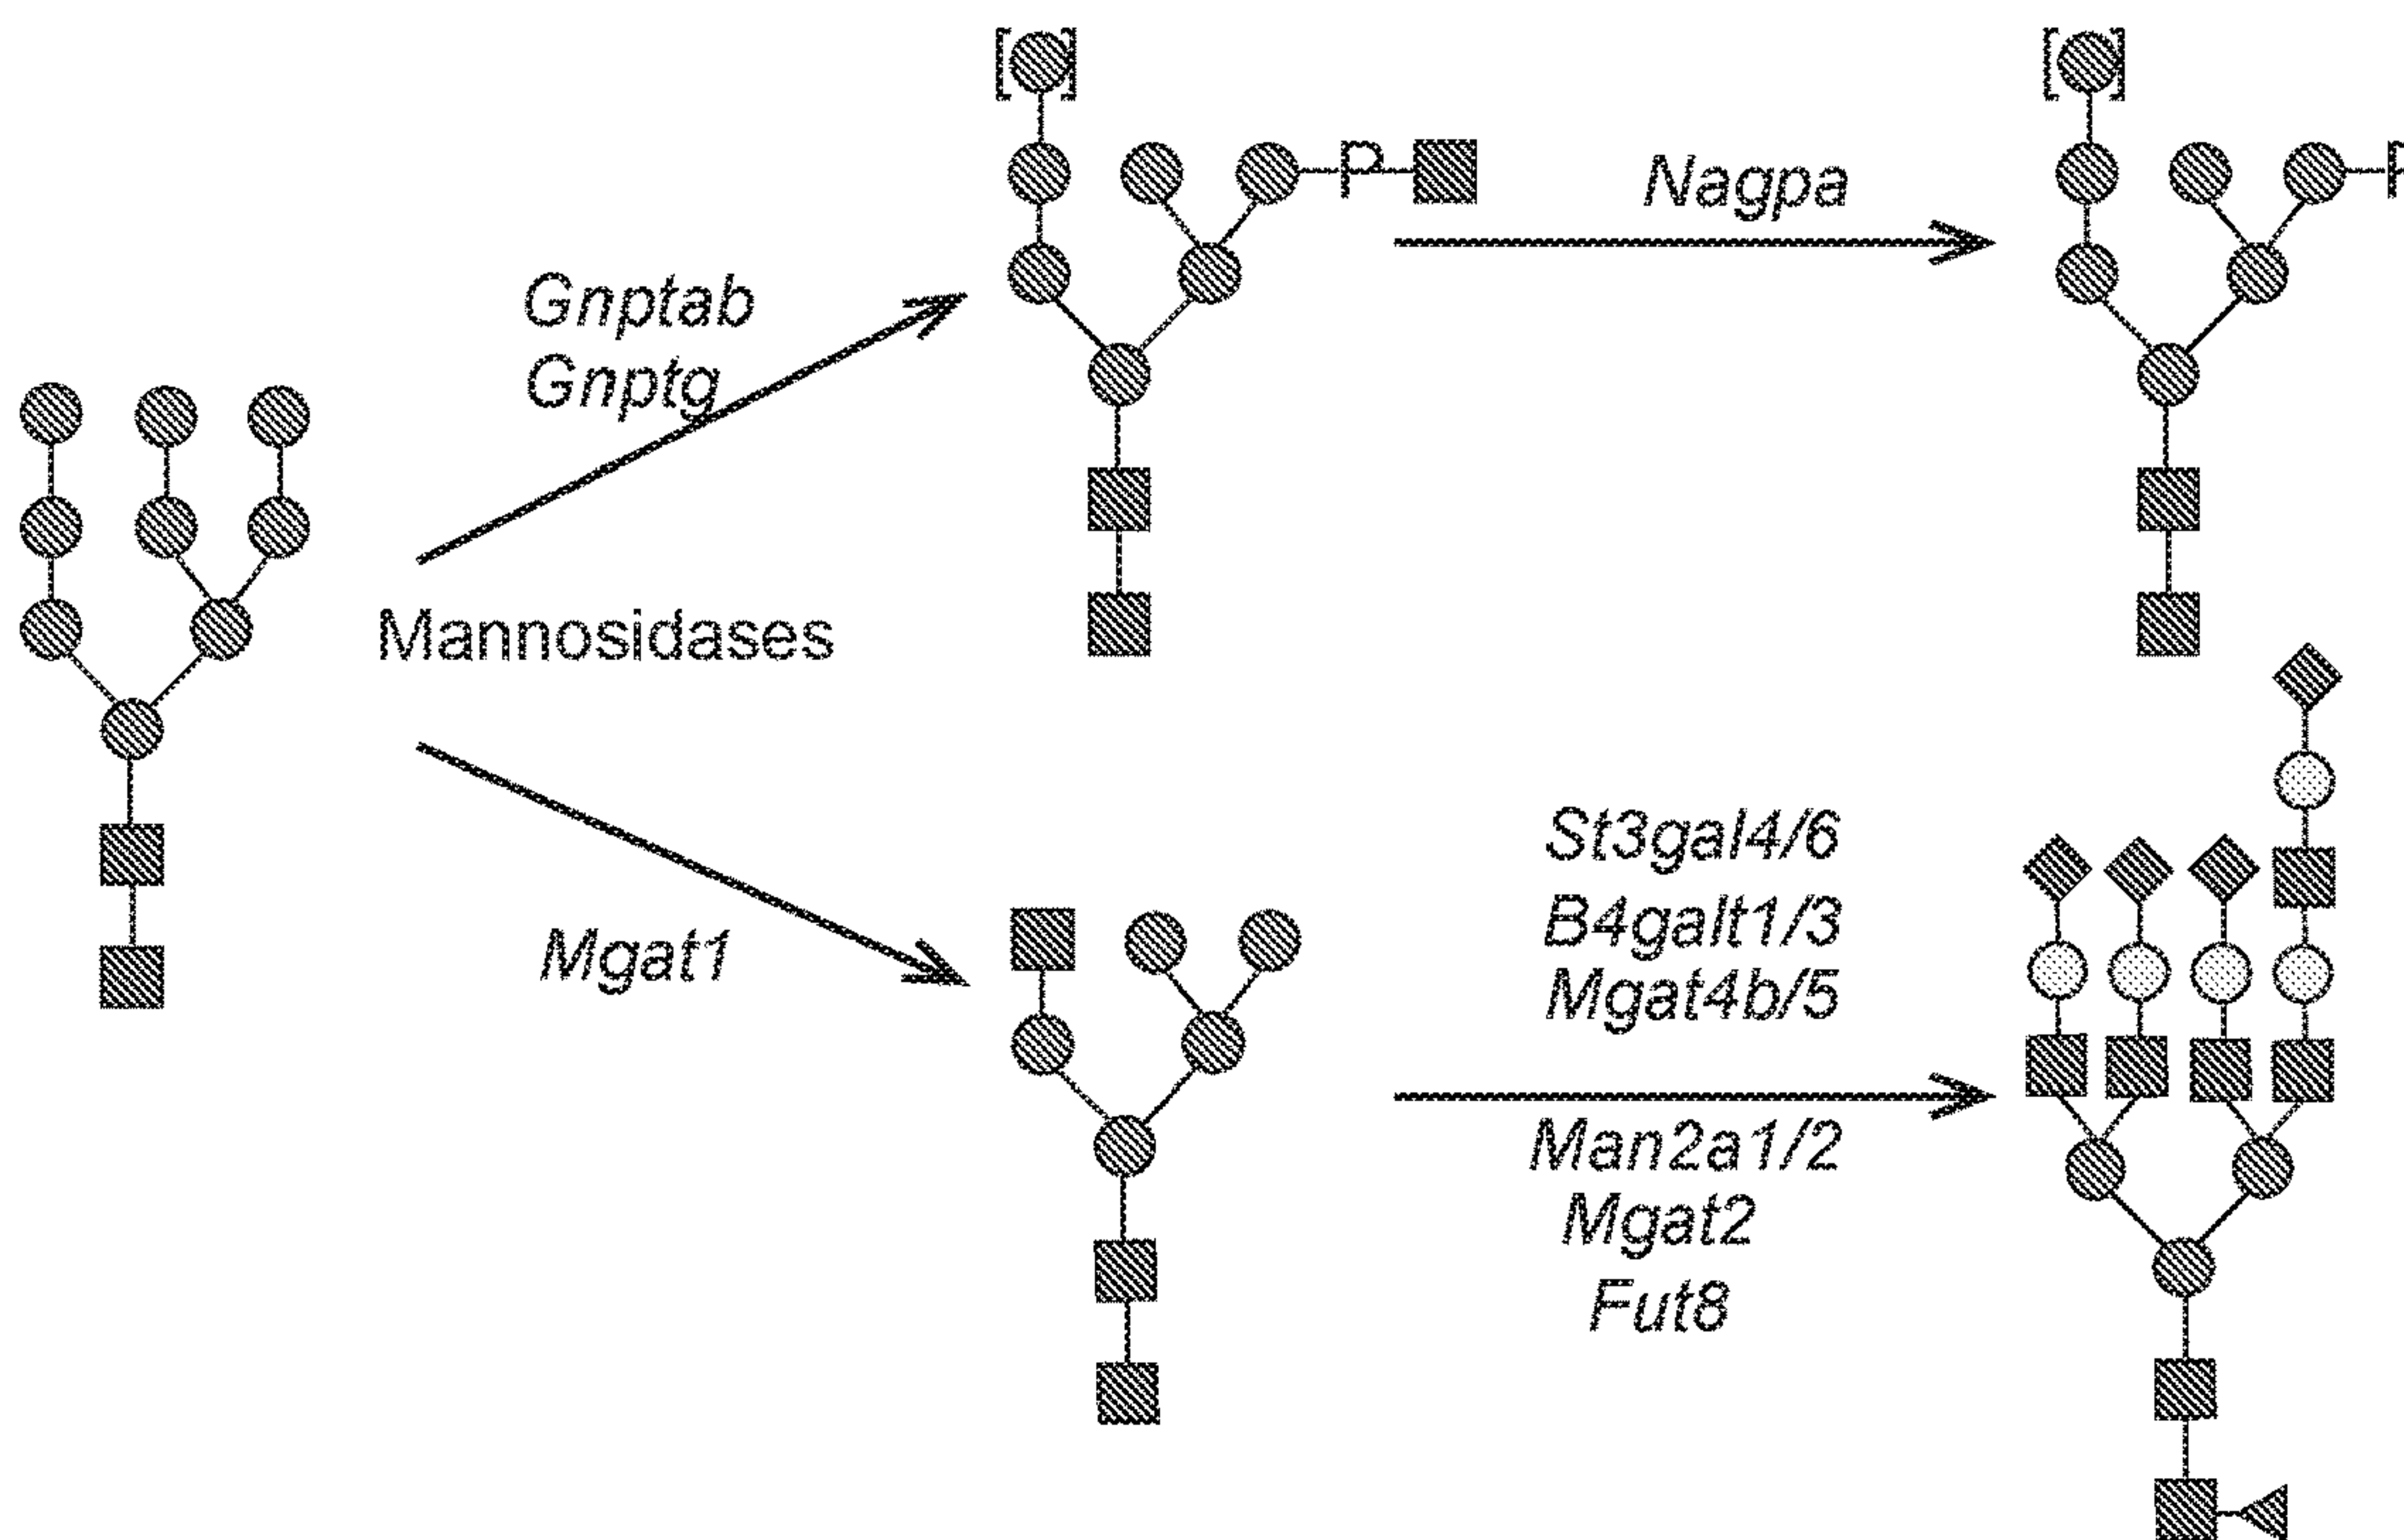 [ ]
[ ]
P
Nagpa
P
Gnptab
Gnptg
Mannosidases
Mgat1
St3gal4/6
B4galt1/3
Mgat4b/5
Man2a1/2
Mgat2
Fut8